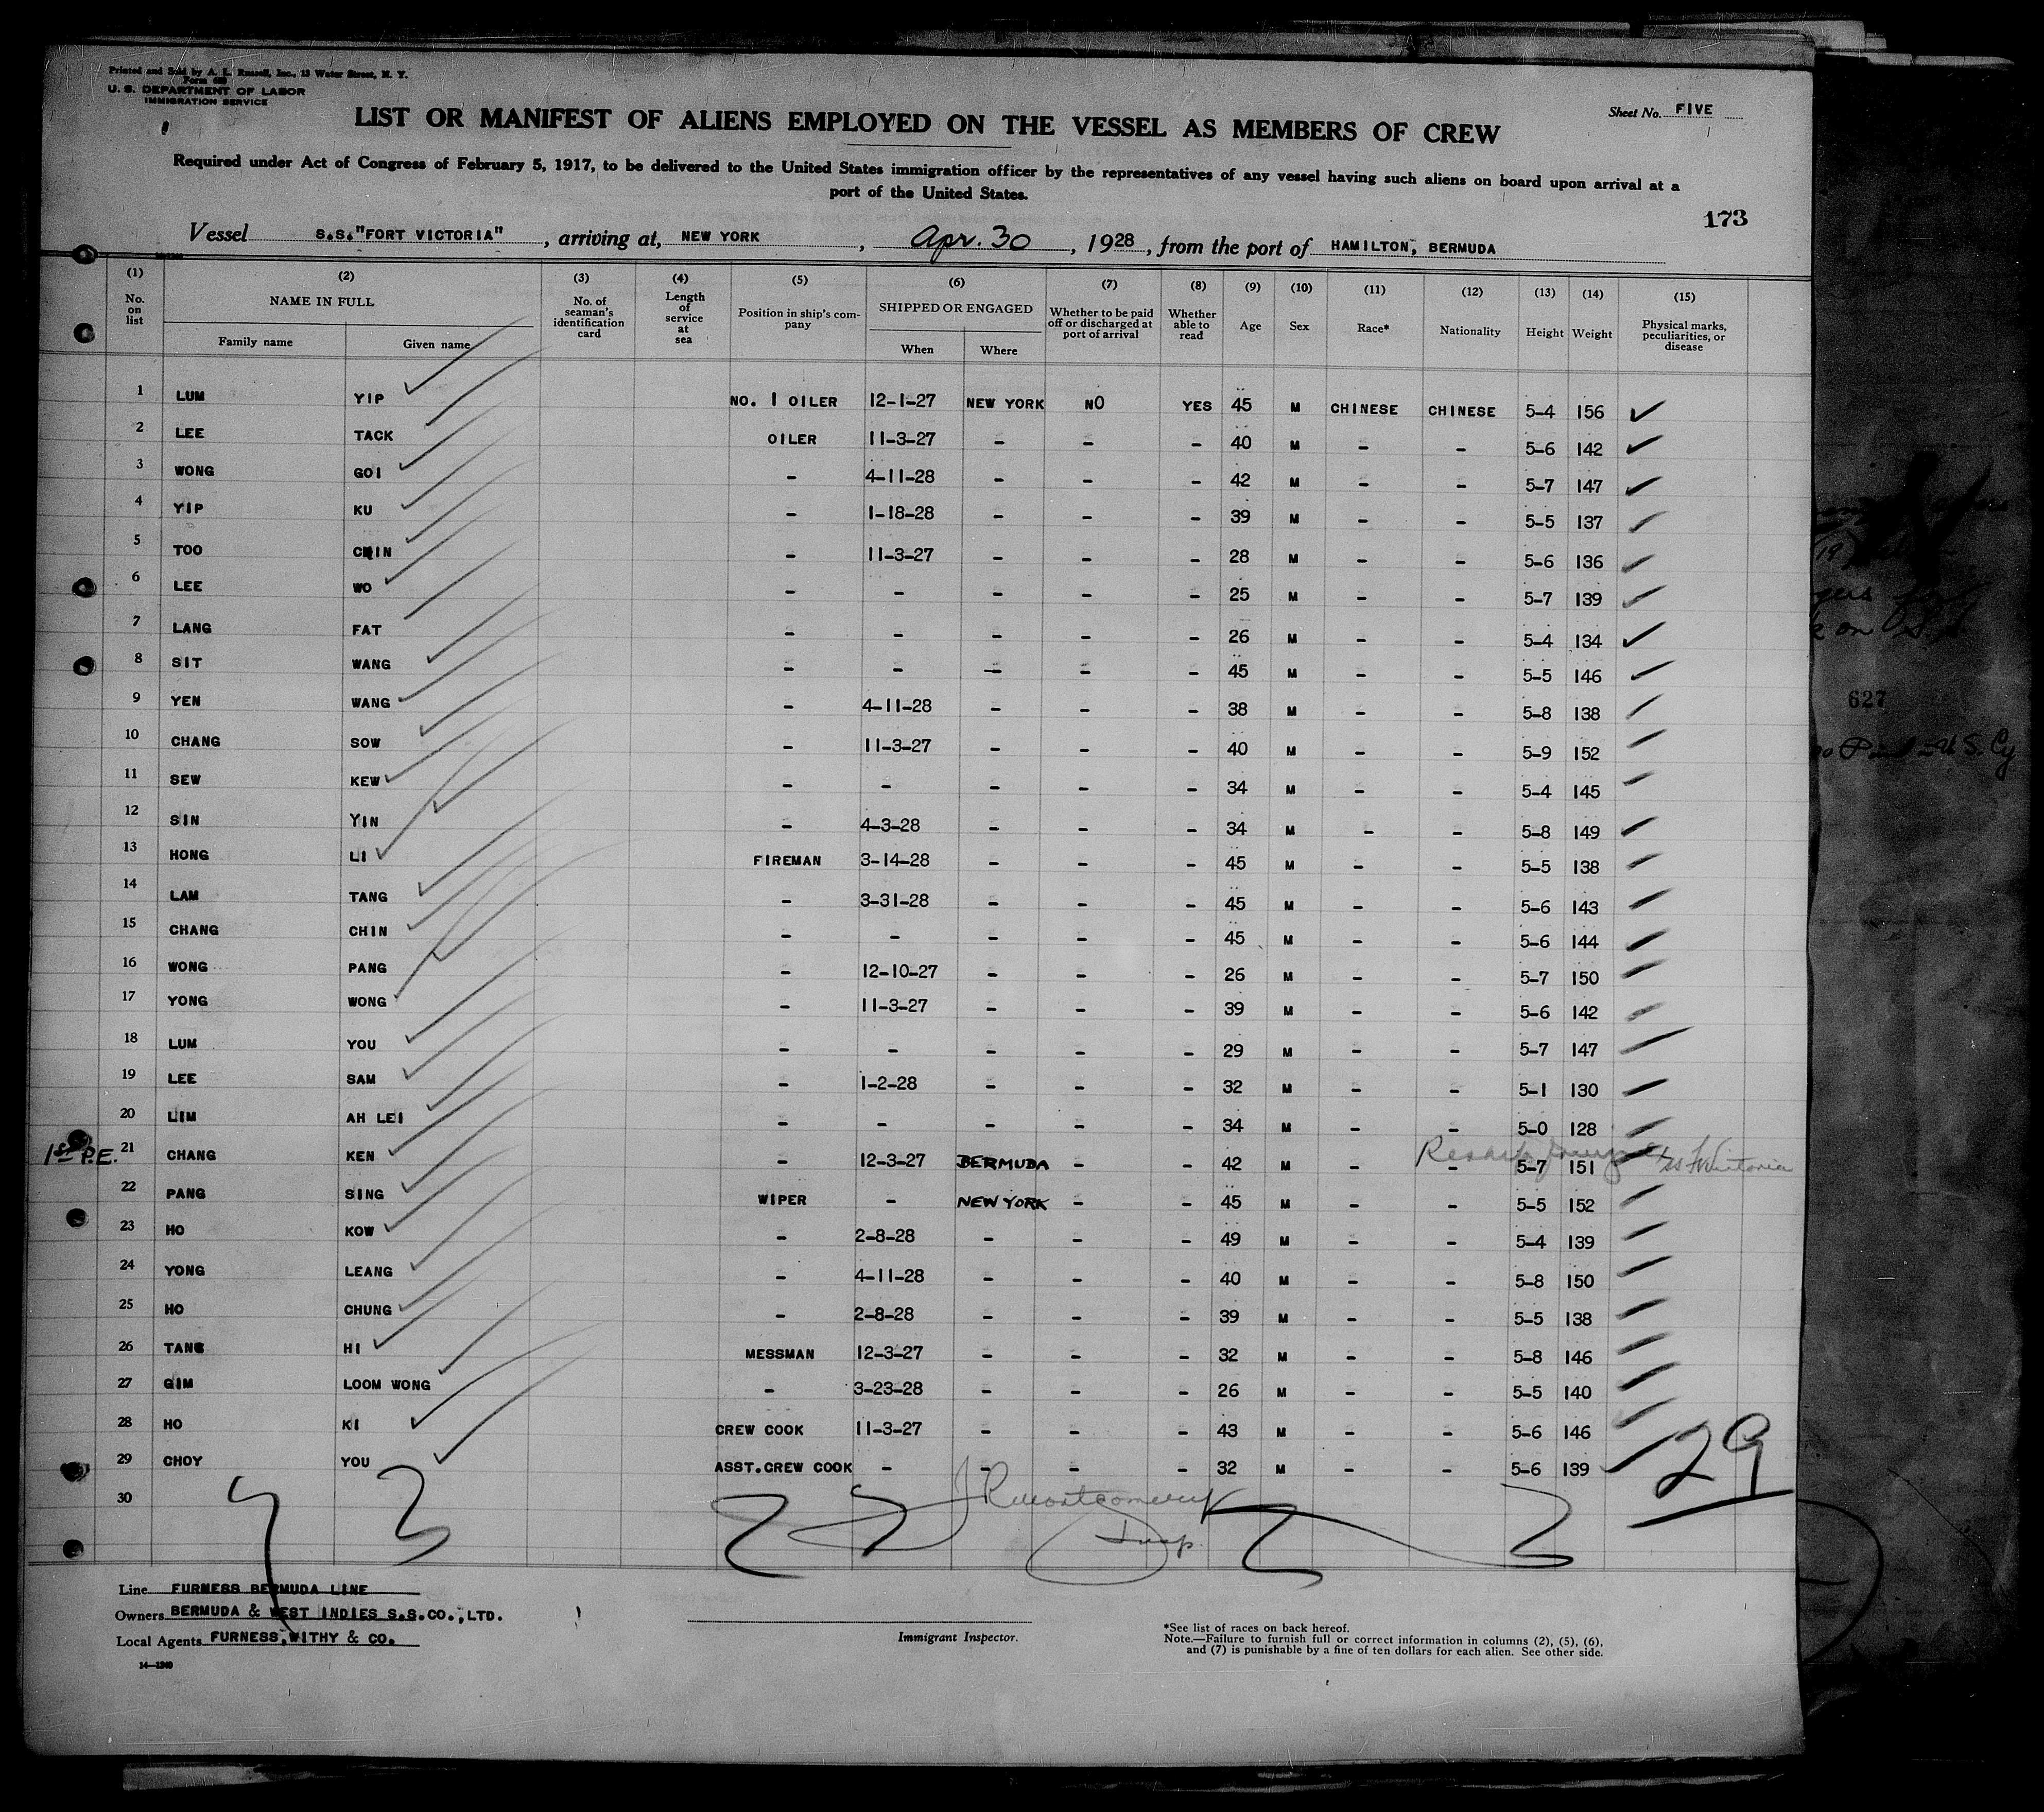 Printed and Sold by A. L. Russell, Inc., 13 Water Street, N. Y.
Form 689
U. S. DEPARTMENT OF LABOR
IMMIGRATION SERVICE
Sheet No. FIVE
LIST OR MANIFEST OF ALIENS EMPLOYED ON THE VESSEL AS MEMBERS OF CREW
Required under Act of Congress of February 5, 1917, to be delivered to the United States immigration officer by the representatives of any vessel having such aliens on board upon arrival at a
port of the United States.
173
Vessel S.S. "FORT VICTORIA", arriving at, NEW YORK, Apr. 30, 1928, from the port of HAMILTON, BERMUDA
(1) (2) (3) (4) (5) (6) (7) (8) (9) (10) (11) (12) (13) (14) (15)
No. on list NAME IN FULL Family name Given name No. of seaman's identification card Length of service at sea Position in ship's company SHIPPED OR ENGAGED When Where Whether to be paid off or discharged at port of arrival Whether able to read Age Sex Race* Nationality Height Weight Physical marks, peculiarities, or disease
1 LUM YIP NO. 1 OILER 12-1-27 NEW YORK NO YES 45 M CHINESE CHINESE 5-4 156
2 LEE TACK OILER 11-3-27 - - - 40 M - - 5-6 142
3 WONG GOI - 4-11-28 - - - 42 M - - 5-7 147
4 YIP KU - 1-18-28 - - - 39 M - - 5-5 137
5 TOO CHIN - 11-3-27 - - - 28 M - - 5-6 136
6 LEE WO - - - - - 25 M - - 5-7 139
7 LANG FAT - - - - - 26 M - - 5-4 134
8 SIT WANG - - - - - 45 M - - 5-5 146
9 YEN WANG - 4-11-28 - - - 38 M - - 5-8 138
10 CHANG SOW - 11-3-27 - - - 40 M - - 5-9 152
11 SEW KEW - - - - - 34 M - - 5-4 145
12 SIN YIN - 4-3-28 - - - 34 M - - 5-8 149
13 HONG LI FIREMAN 3-14-28 - - - 45 M - - 5-5 138
14 LAM TANG - 3-31-28 - - - 45 M - - 5-6 143
15 CHANG CHIN - - - - - 45 M - - 5-6 144
16 WONG PANG - 12-10-27 - - - 26 M - - 5-7 150
17 YONG WONG - 11-3-27 - - - 39 M - - 5-6 142
18 LUM YOU - - - - - 29 M - - 5-7 147
19 LEE SAM - 1-2-28 - - - 32 M - - 5-1 130
20 LIM AH LEI - - - - - 34 M - - 5-0 128
1st P.E. 21 CHANG KEN - 12-3-27 BERMUDA - - 42 M - - 5-7 151
22 PANG SING WIPER - NEW YORK - - 45 M - - 5-5 152
23 HO KOW - 2-8-28 - - - 49 M - - 5-4 139
24 YONG LEANG - 4-11-28 - - - 40 M - - 5-8 150
25 HO CHUNG - 2-8-28 - - - 39 M - - 5-5 138
26 TANG HI MESSMAN 12-3-27 - - - 32 M - - 5-8 146
27 GIM LOOM WONG - 3-23-28 - - - 26 M - - 5-5 140
28 HO KI CREW COOK 11-3-27 - - - 43 M - - 5-6 146
29 CHOY YOU ASST.CREW COOK - - - - 32 M - - 5-6 139
29
30
Montgomery
Insp.
Line FURNESS BERMUDA LINE
Owners BERMUDA & WEST INDIES S.S.CO.,LTD.
Local Agents FURNESS,WITHY & CO.
Immigrant Inspector.
*See list of races on back hereof.
Note.—Failure to furnish full or correct information in columns (2), (5), (6),
and (7) is punishable by a fine of ten dollars for each alien. See other side.
14—1240
627
U.S. Cy